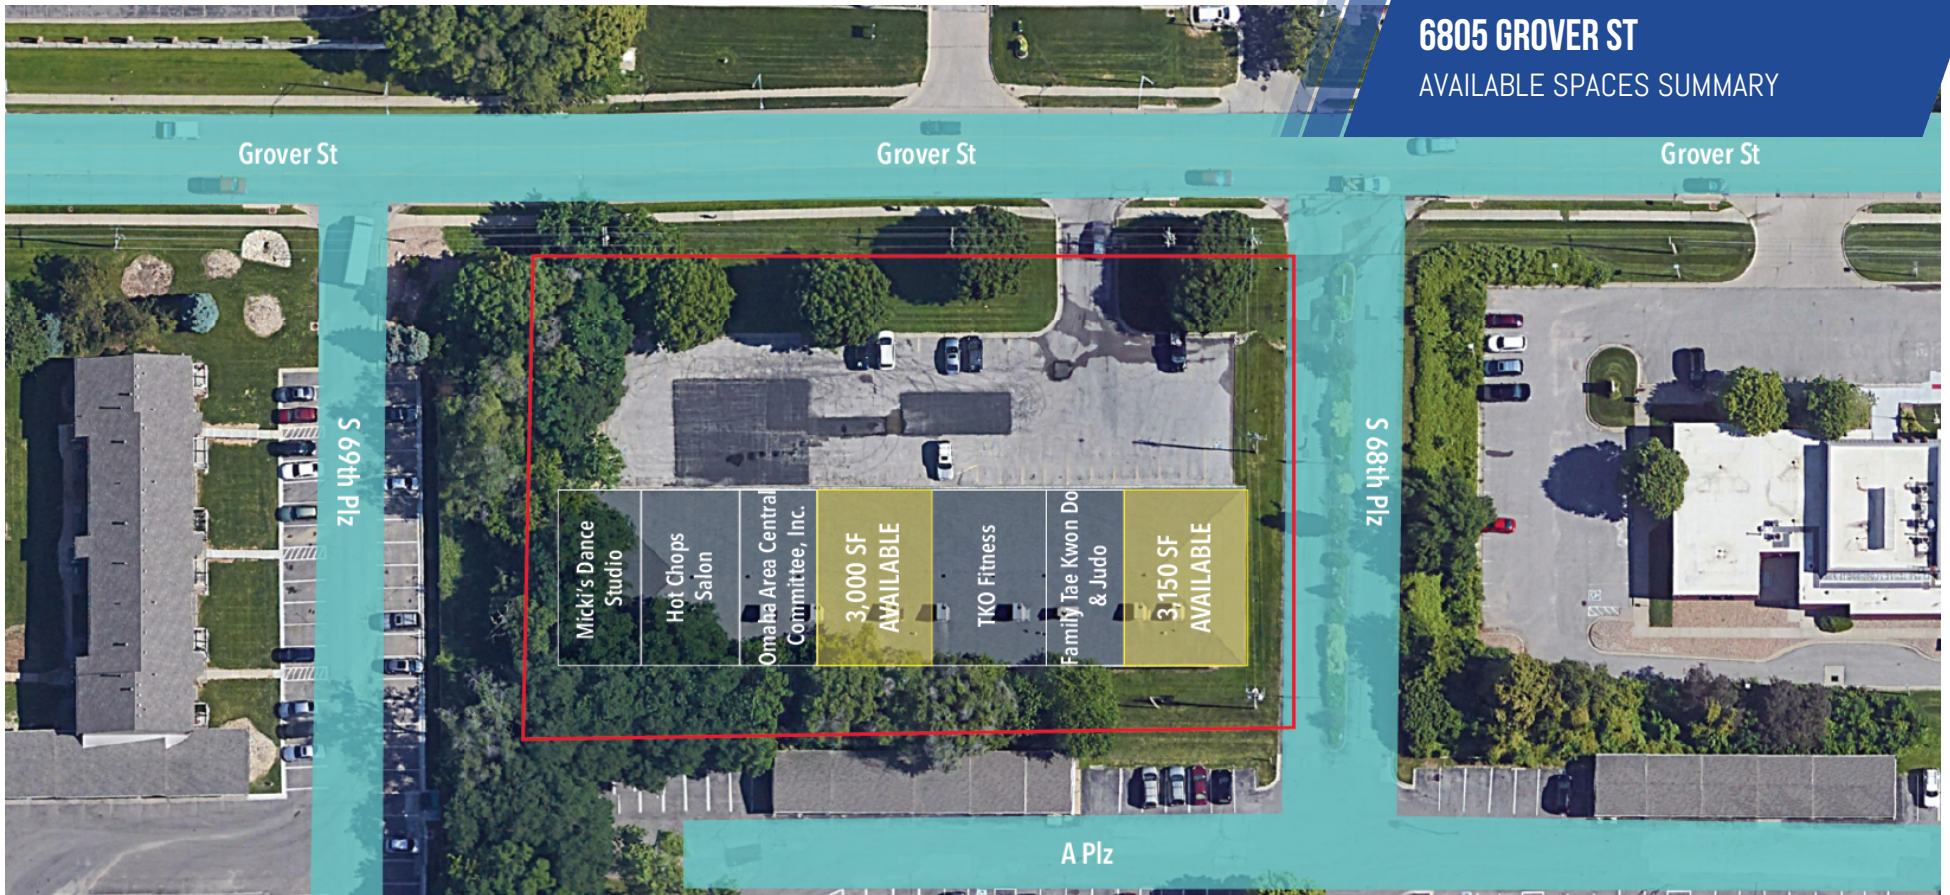 6805 GROVER ST
AVAILABLE SPACES SUMMARY
Grover St
Grover St
Grover St
S 69th Plz
S 68th Plz
Micki's Dance
Studio
Hot Chops
Salon
Omaha Area Central
Committee, Inc.
3,000 SF
AVAILABLE
TKO Fitness
Family Tae Kwon Do
& Judo
3,150 SF
AVAILABLE
A Plz